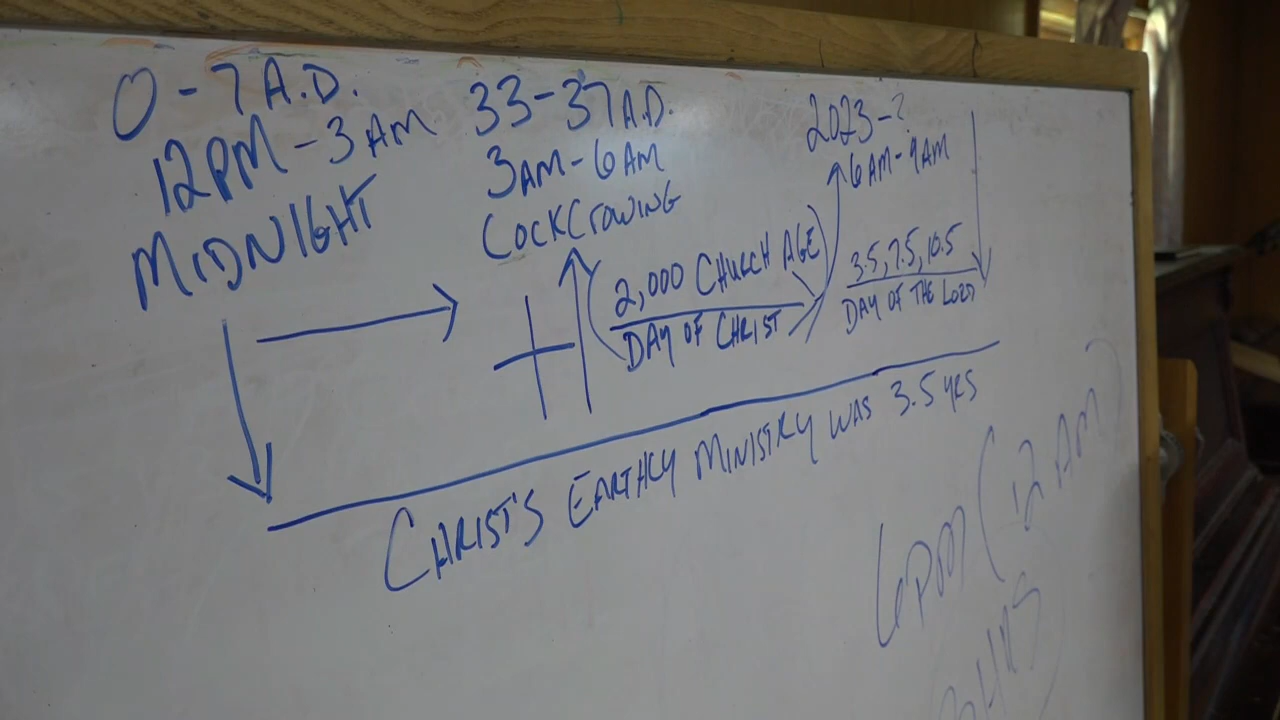 0 - 7 A.D.
12PM - 3AM
MIDNIGHT
33-37 A.D.
3AM - 6AM
COCKCROWING
2,000 CHURCH AGE
DAY OF CHRIST
2023-?
6AM-9AM
3.5, 7.5, 10.5
DAY OF THE LORD
CHRIST'S EARTHLY MINISTRY WAS 3.5 YRS
6PM (12 AM)
HRS